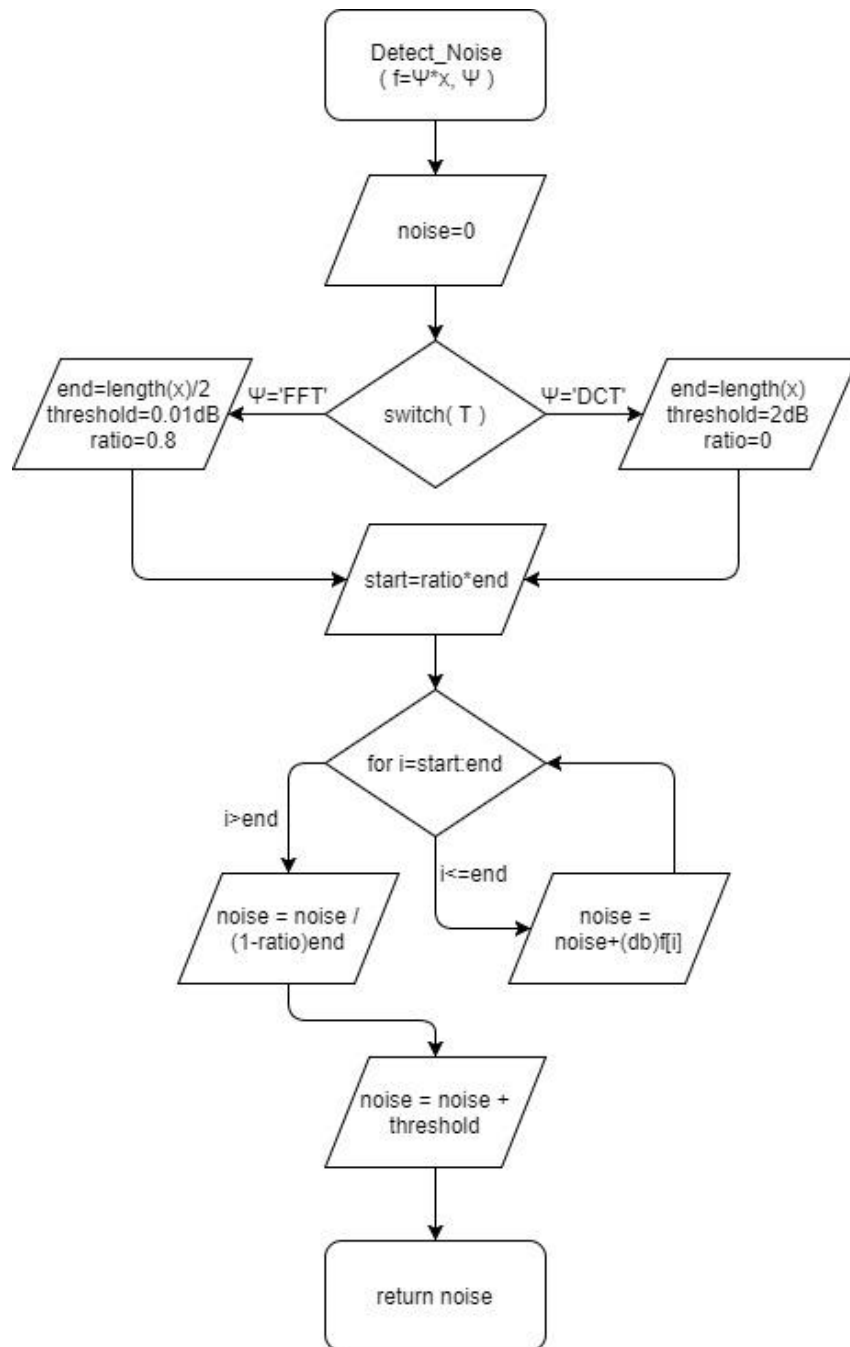 Detect_Noise
( f=Ψ*x, Ψ )
noise=0
end=length(x)/2
threshold=0.01dB
ratio=0.8
Ψ='FFT'
switch( T )
Ψ='DCT'
end=length(x)
threshold=2dB
ratio=0
start=ratio*end
for i=start:end
i>end
i<=end
noise = noise /
(1-ratio)end
noise =
noise+(db)f[i]
noise = noise +
threshold
return noise